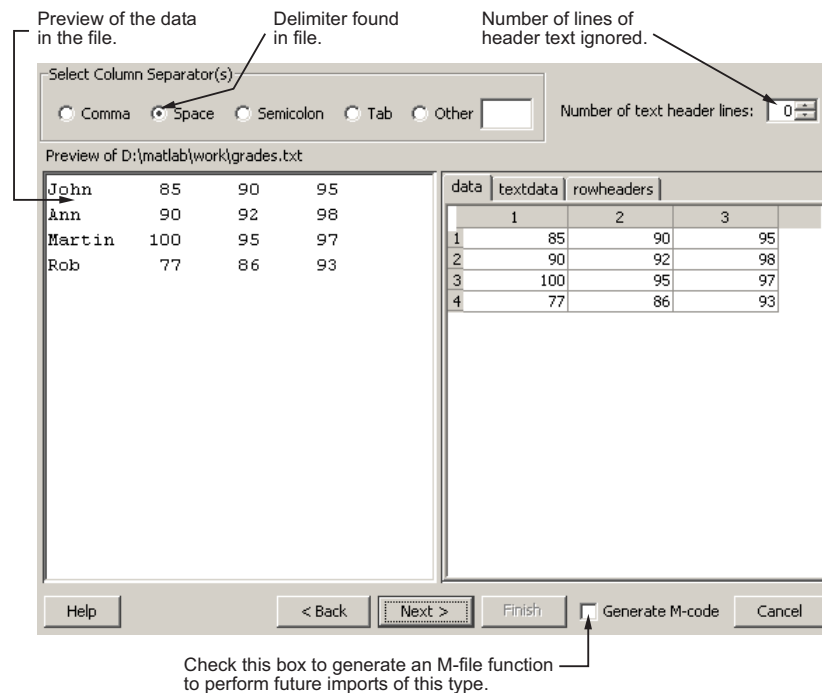 Preview of the data
in the file.
Delimiter found
in file.
Number of lines of
header text ignored.
Select Column Separator(s)
Comma Space Semicolon Tab Other
Number of text header lines: 0
Preview of D:\matlab\work\grades.txt
John 85 90 95
Ann 90 92 98
Martin 100 95 97
Rob 77 86 93
data textdata rowheaders
1 2 3
1 85 90 95
2 90 92 98
3 100 95 97
4 77 86 93
Help < Back Next > Finish Generate M-code Cancel
Check this box to generate an M-file function
to perform future imports of this type.